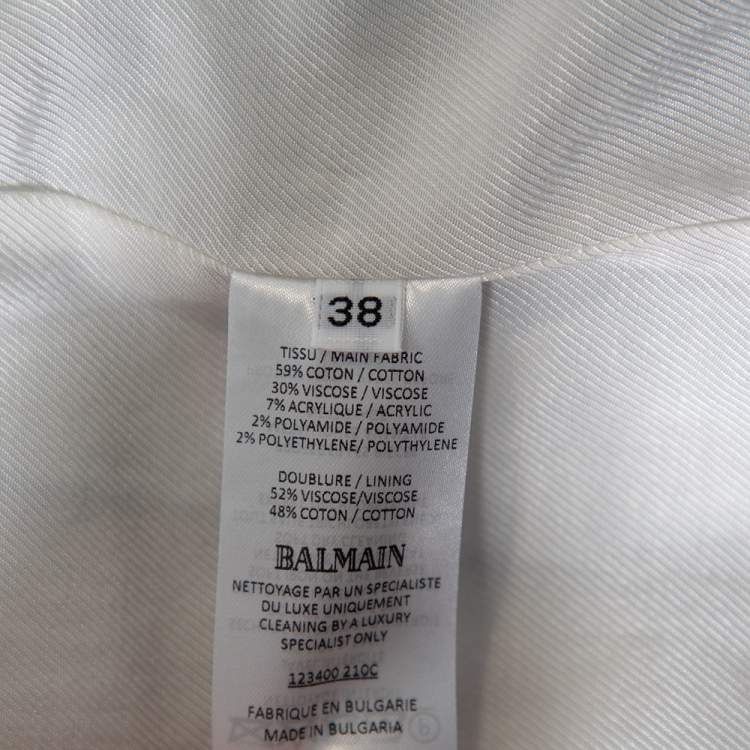 38
TISSU / MAIN FABRIC
59% COTON / COTTON
30% VISCOSE / VISCOSE
7% ACRYLIQUE / ACRYLIC
2% POLYAMIDE / POLYAMIDE
2% POLYETHYLENE/ POLYTHYLENE
DOUBLURE / LINING
52% VISCOSE/VISCOSE
48% COTON / COTTON
BALMAIN
NETTOYAGE PAR UN SPECIALISTE
DU LUXE UNIQUEMENT
CLEANING BY A LUXURY
SPECIALIST ONLY
123400 210C
FABRIQUE EN BULGARIE
MADE IN BULGARIA